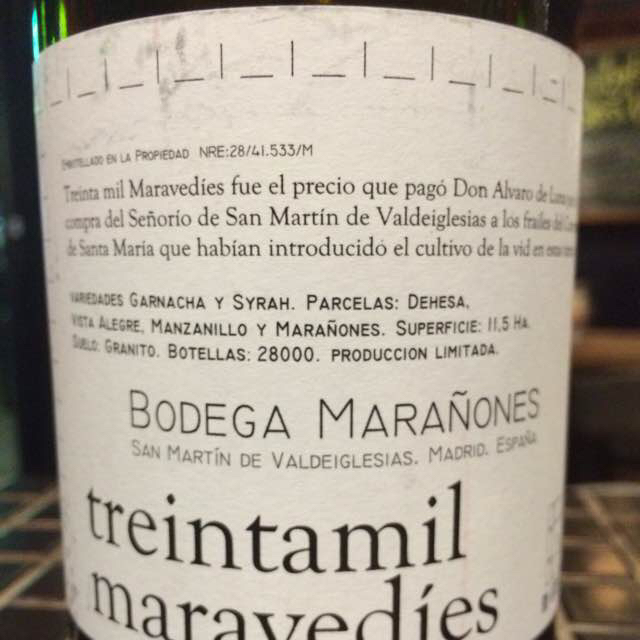 Embotellado en la Propiedad NRE:28/41.533/M
Treinta mil Maravedíes fue el precio que pagó Don Alvaro de Luna
compra del Señorío de San Martín de Valdeiglesias a los frailes del
de Santa María que habían introducido el cultivo de la vid en estas
Variedades Garnacha y Syrah. Parcelas: Dehesa,
Vista Alegre, Manzanillo y Marañones. Superficie: 11,5 Ha.
Suelo: Granito. Botellas: 28000. producción limitada.
Bodega Marañones
San Martín de Valdeiglesias. Madrid. España
treintamil
maravedíes